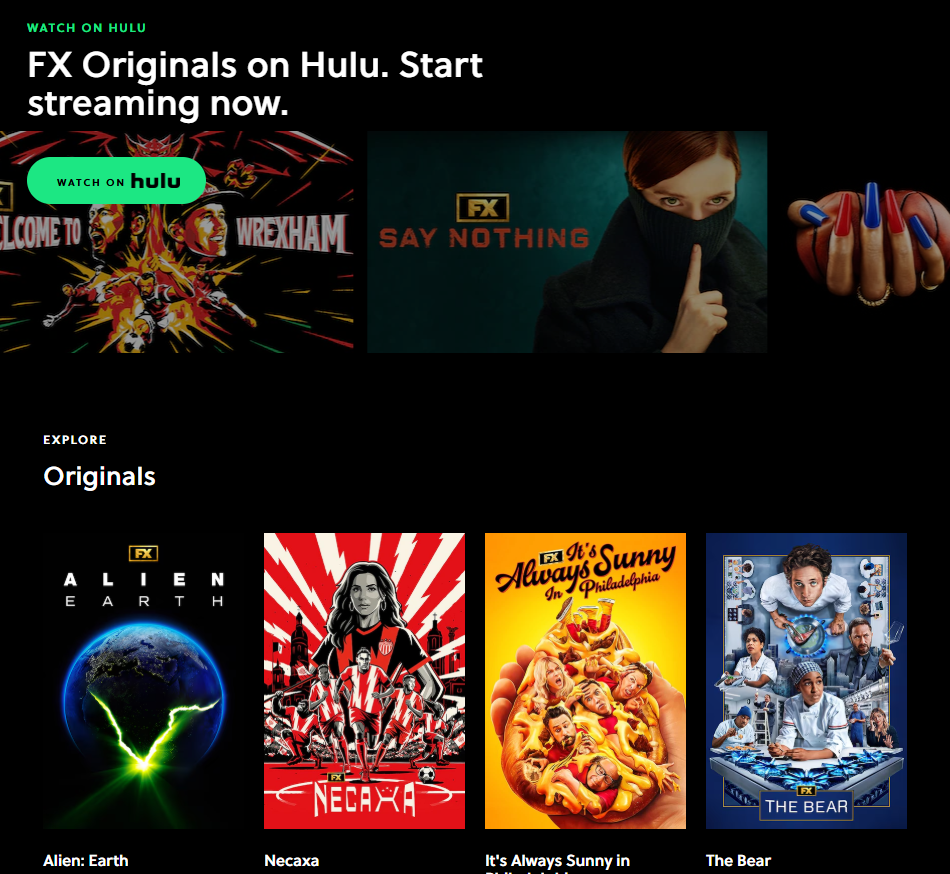 WATCH ON HULU
FX Originals on Hulu. Start
streaming now.
WATCH ON hulu
LCOME TO WREXHAM
FX
SAY NOTHING
EXPLORE
Originals
FX
ALIEN
EARTH
FX
NECAXA
FX It's
Always Sunny
In Philadelphia
FX
THE BEAR
Alien: Earth
Necaxa
It's Always Sunny in
The Bear